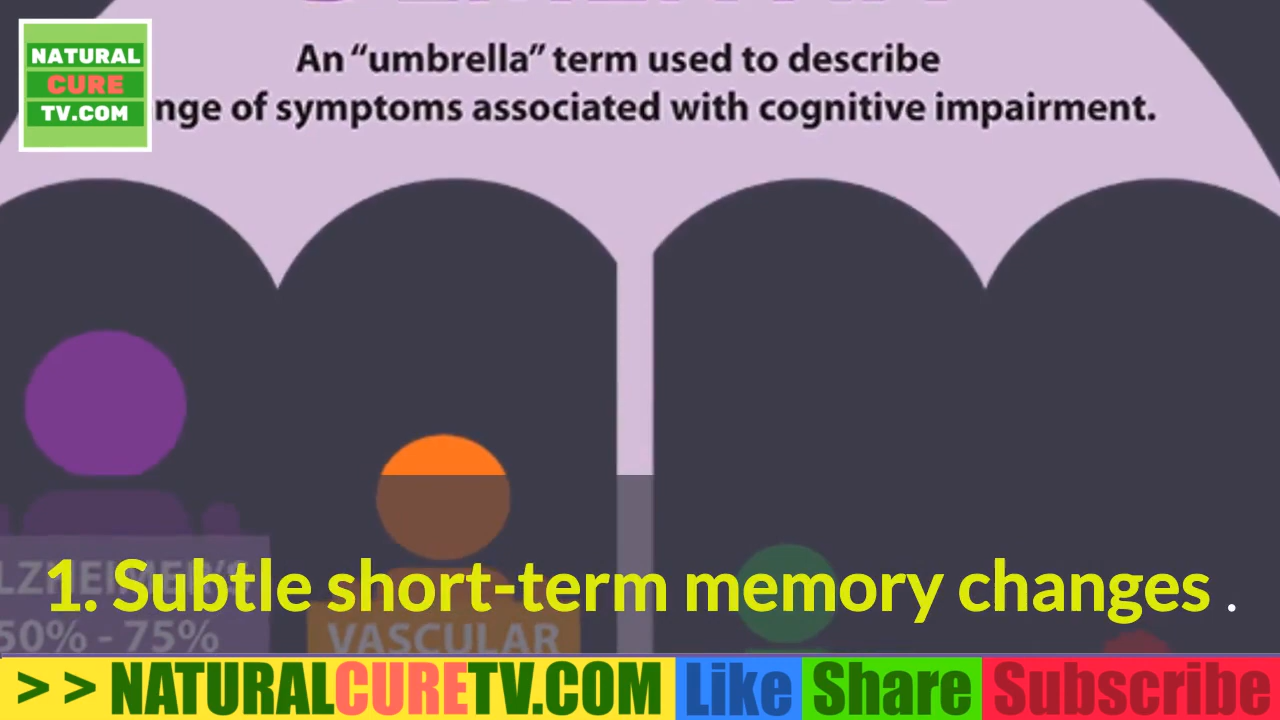 NATURAL
CURE
TV.COM
An “umbrella” term used to describe
nge of symptoms associated with cognitive impairment.
LZHEIMER'S
50% - 75%
VASCULAR
1. Subtle short-term memory changes .
> > NATURALCURETV.COM Like Share Subscribe